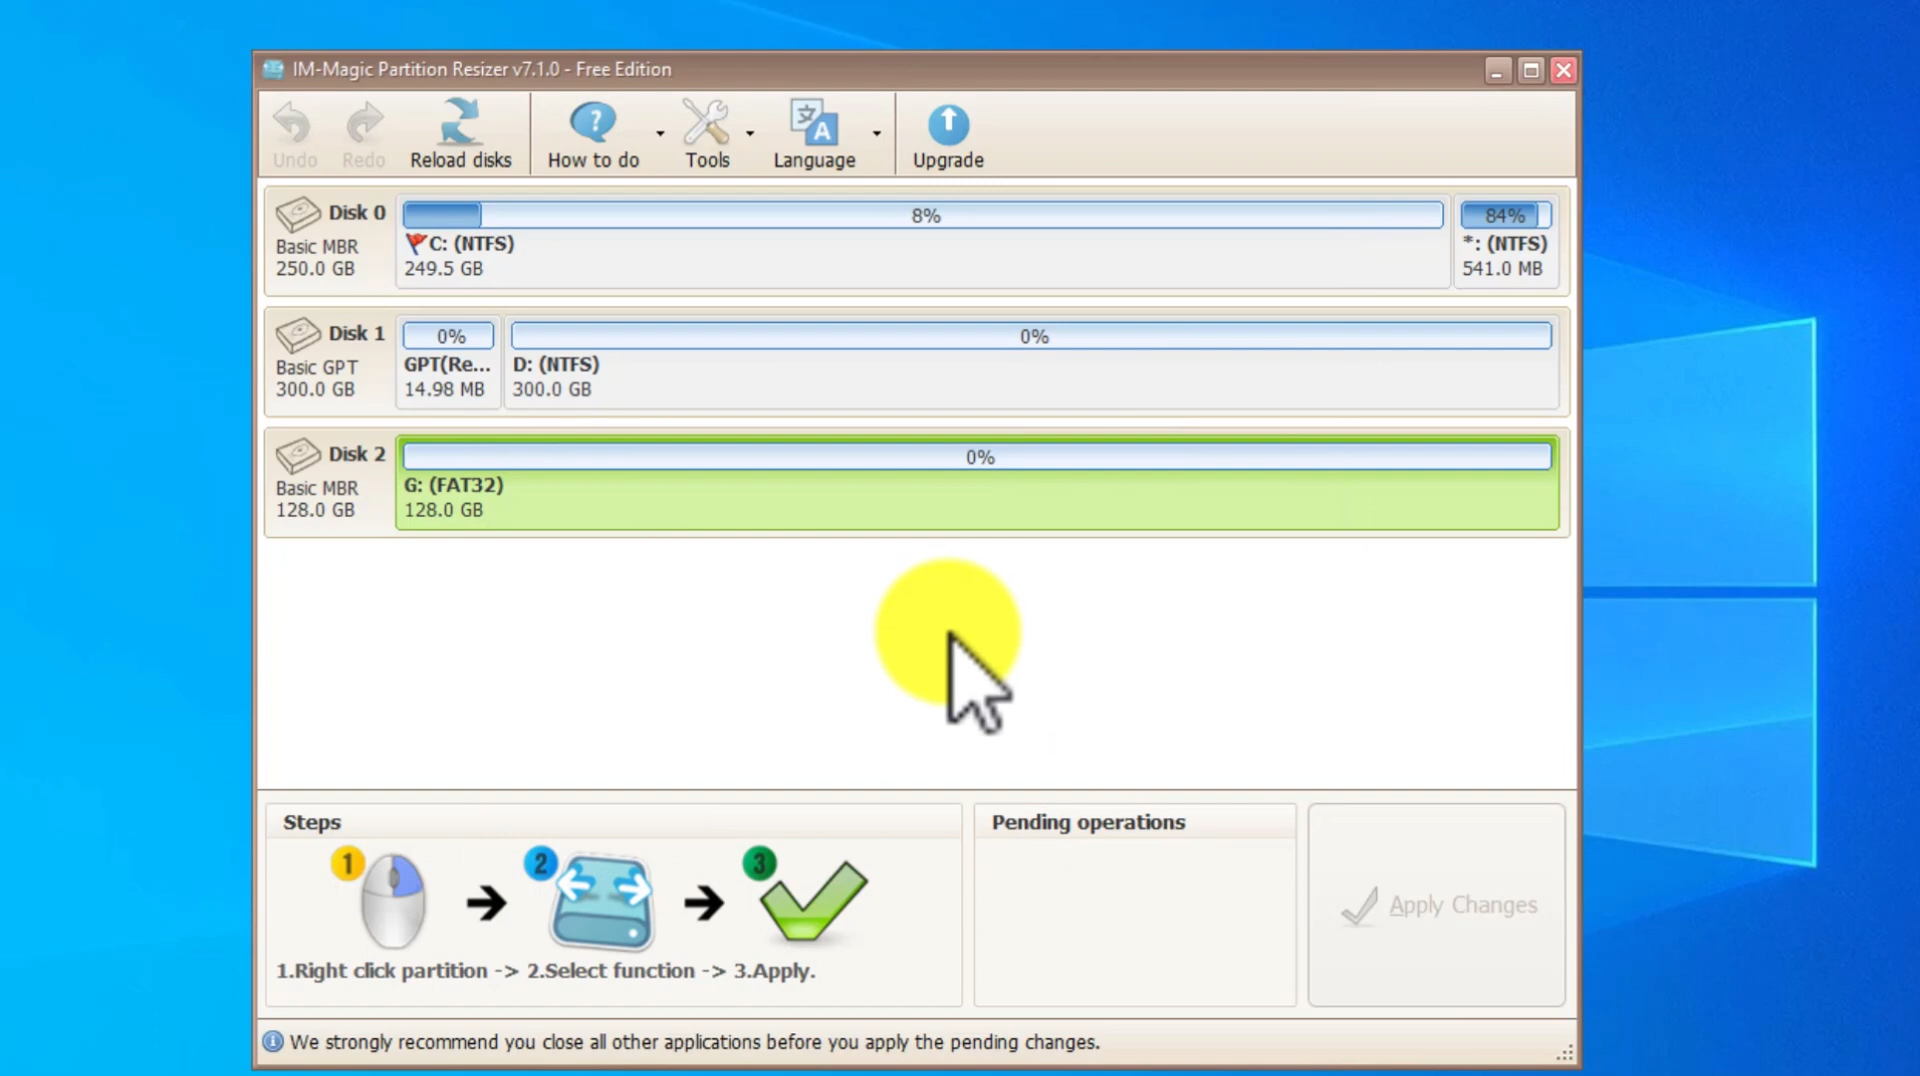 IM-Magic Partition Resizer v7.1.0 - Free Edition
Undo
Redo
Reload disks
?
How to do
Tools
文
A
Language
Upgrade
Disk 0
Basic MBR
250.0 GB
8%
C: (NTFS)
249.5 GB
84%
*: (NTFS)
541.0 MB
Disk 1
Basic GPT
300.0 GB
0%
GPT(Re...
14.98 MB
0%
D: (NTFS)
300.0 GB
Disk 2
Basic MBR
128.0 GB
0%
G: (FAT32)
128.0 GB
Steps
1
2
3
1.Right click partition -> 2.Select function -> 3.Apply.
Pending operations
Apply Changes
We strongly recommend you close all other applications before you apply the pending changes.